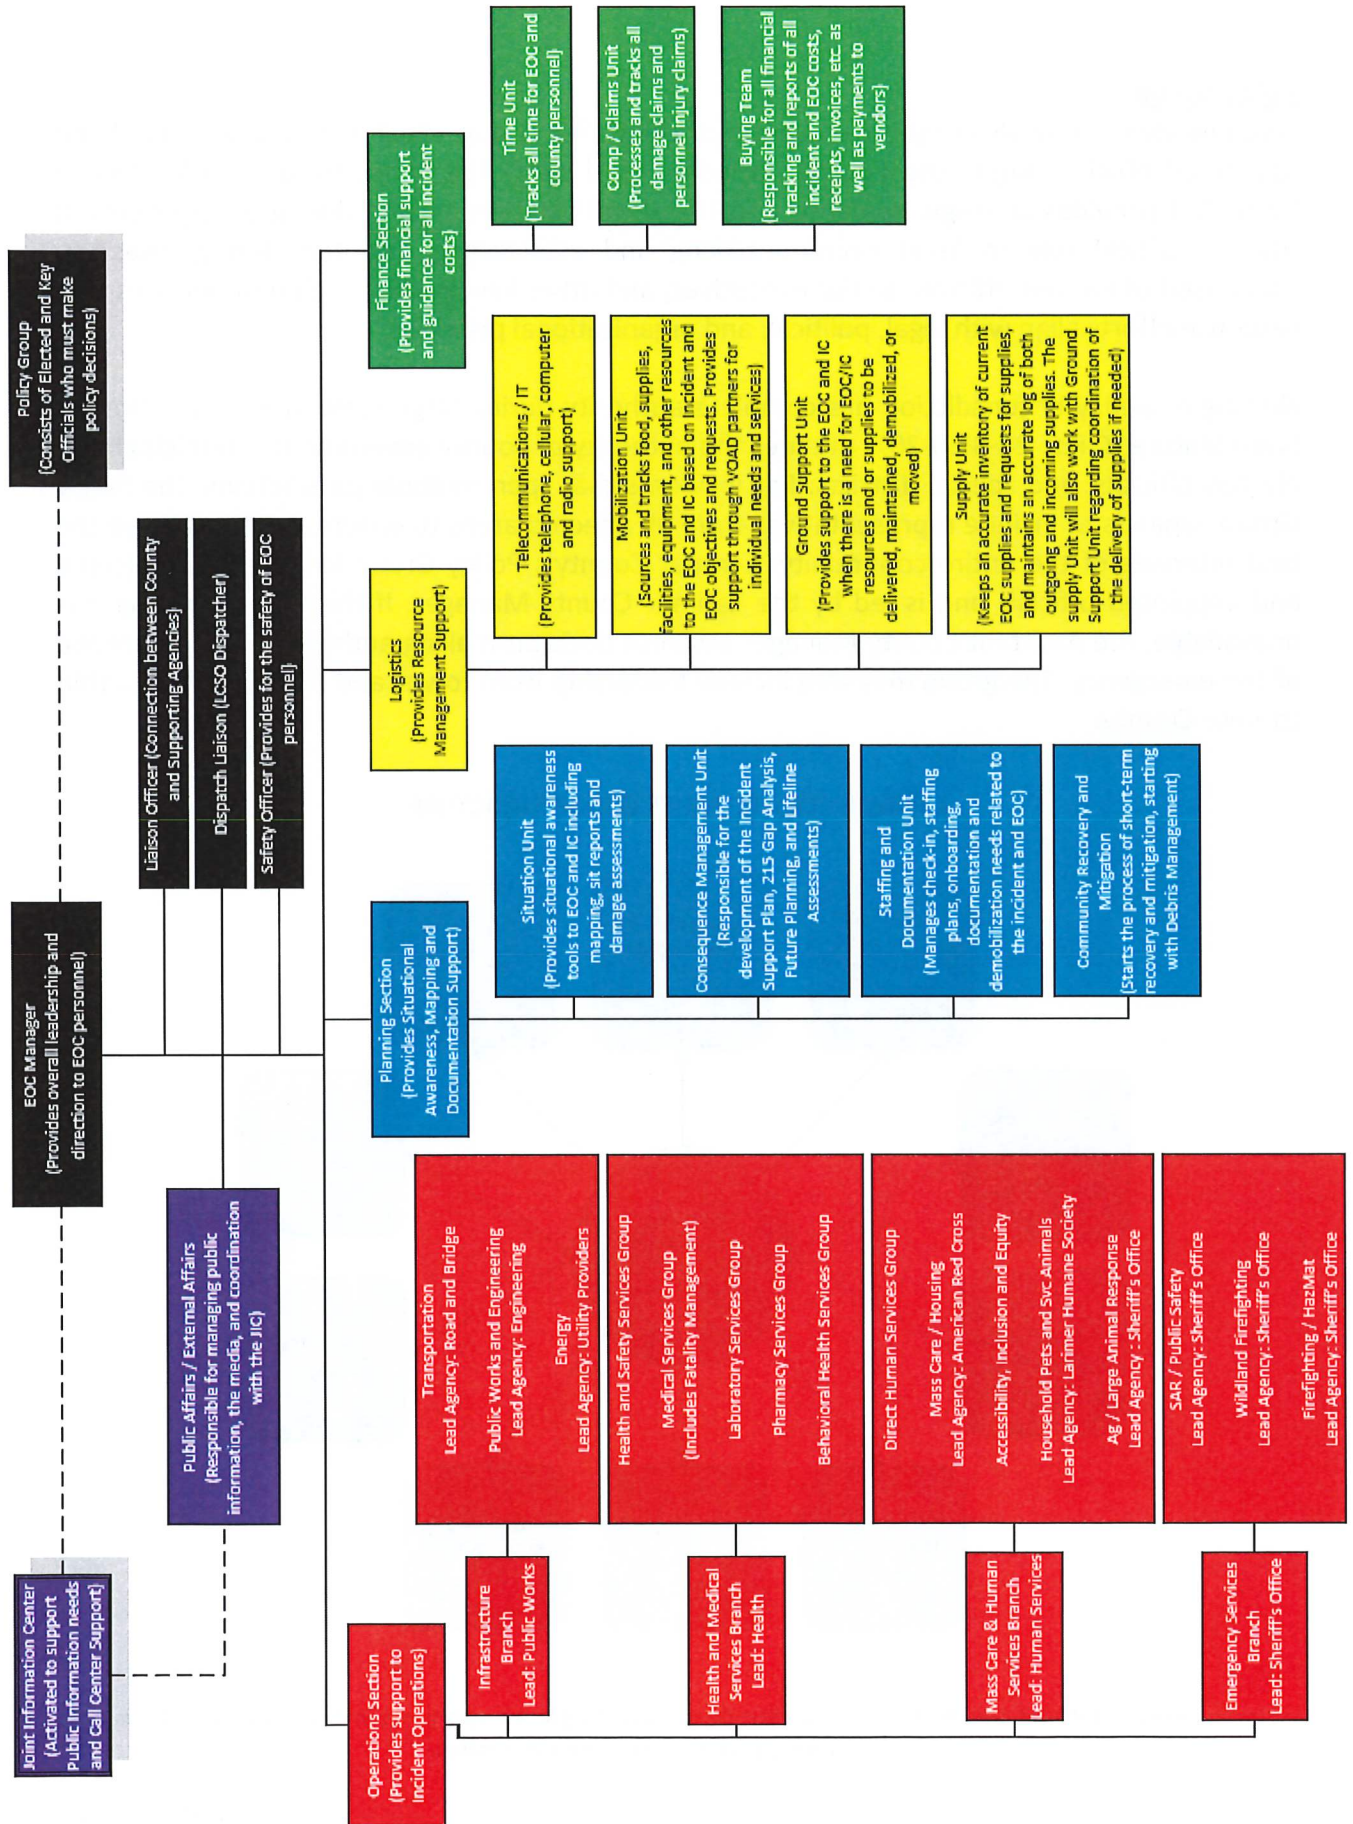 Joint Information Center
(Activated to support
Public Information needs
and Call Center Support)
EOC Manager
(Provides overall leadership and
direction to EOC personnel)
Policy Group
(Consists of Elected and Key
Officials who must make
policy decisions)
Public Affairs / External Affairs
(Responsible for managing public
information, the media, and coordination
with the JIC)
Liaison Officer (Connection between County
and Supporting Agencies)
Dispatch Liaison (LCSO Dispatcher)
Safety Officer (Provides for the safety of EOC
personnel)
Operations Section
(Provides support to
Incident Operations)
Infrastructure
Branch
Lead: Public Works
Transportation
Lead Agency: Road and Bridge
Public Works and Engineering
Lead Agency: Engineering
Energy
Lead Agency: Utility Providers
Health and Medical
Services Branch
Lead: Health
Health and Safety Services Group
Medical Services Group
(Includes Fatality Management)
Laboratory Services Group
Pharmacy Services Group
Behavioral Health Services Group
Mass Care & Human
Services Branch
Lead: Human Services
Direct Human Services Group
Mass Care / Housing
Lead Agency: American Red Cross
Accessibility, Inclusion and Equity
Household Pets and Svc Animals
Lead Agency: Larimer Humane Society
Ag / Large Animal Response
Lead Agency : Sheriff's Office
Emergency Services
Branch
Lead: Sheriff's Office
SAR / Public Safety
Lead Agency: Sheriff's Office
Wildland Firefighting
Lead Agency: Sheriff's Office
Firefighting / HazMat
Lead Agency: Sheriff's Office
Planning Section
(Provides Situational
Awareness, Mapping and
Documentation Support)
Situation Unit
(Provides situational awareness
tools to EOC and IC including
mapping, sit reports and
damage assessments)
Consequence Management Unit
(Responsible for the
development of the Incident
Support Plan, 215 Gap Analysis,
Future Planning, and Lifeline
Assessments)
Staffing and
Documentation Unit
(Manages check-in, staffing
plans, onboarding,
documentation and
demobilization needs related to
the incident and EOC)
Community Recovery and
Mitigation
(Starts the process of short-term
recovery and mitigation, starting
with Debris Management)
Logistics
(Provides Resource
Management Support)
Telecommunications / IT
(Provides telephone, cellular, computer
and radio support)
Mobilization Unit
(Sources and tracks food, supplies,
facilities, equipment, and other resources
to the EOC and IC based on Incident and
EOC objectives and requests. Provides
support through VOAD partners for
individual needs and services)
Ground Support Unit
(Provides support to the EOC and IC
when there is a need for EOC/IC
resources and or supplies to be
delivered, maintained, demobilized, or
moved)
Supply Unit
(Keeps an accurate inventory of current
EOC supplies and requests for supplies,
and maintains an accurate log of both
outgoing and incoming supplies. The
supply Unit will also work with Ground
Support Unit regarding coordination of
the delivery of supplies if needed)
Finance Section
(Provides financial support
and guidance for all incident
costs)
Time Unit
(Tracks all time for EOC and
county personnel)
Comp / Claims Unit
(Processes and tracks all
damage claims and
personnel injury claims)
Buying Team
(Responsible for all financial
tracking and reports of all
incident and EOC costs,
receipts, invoices, etc. as
well as payments to
vendors)